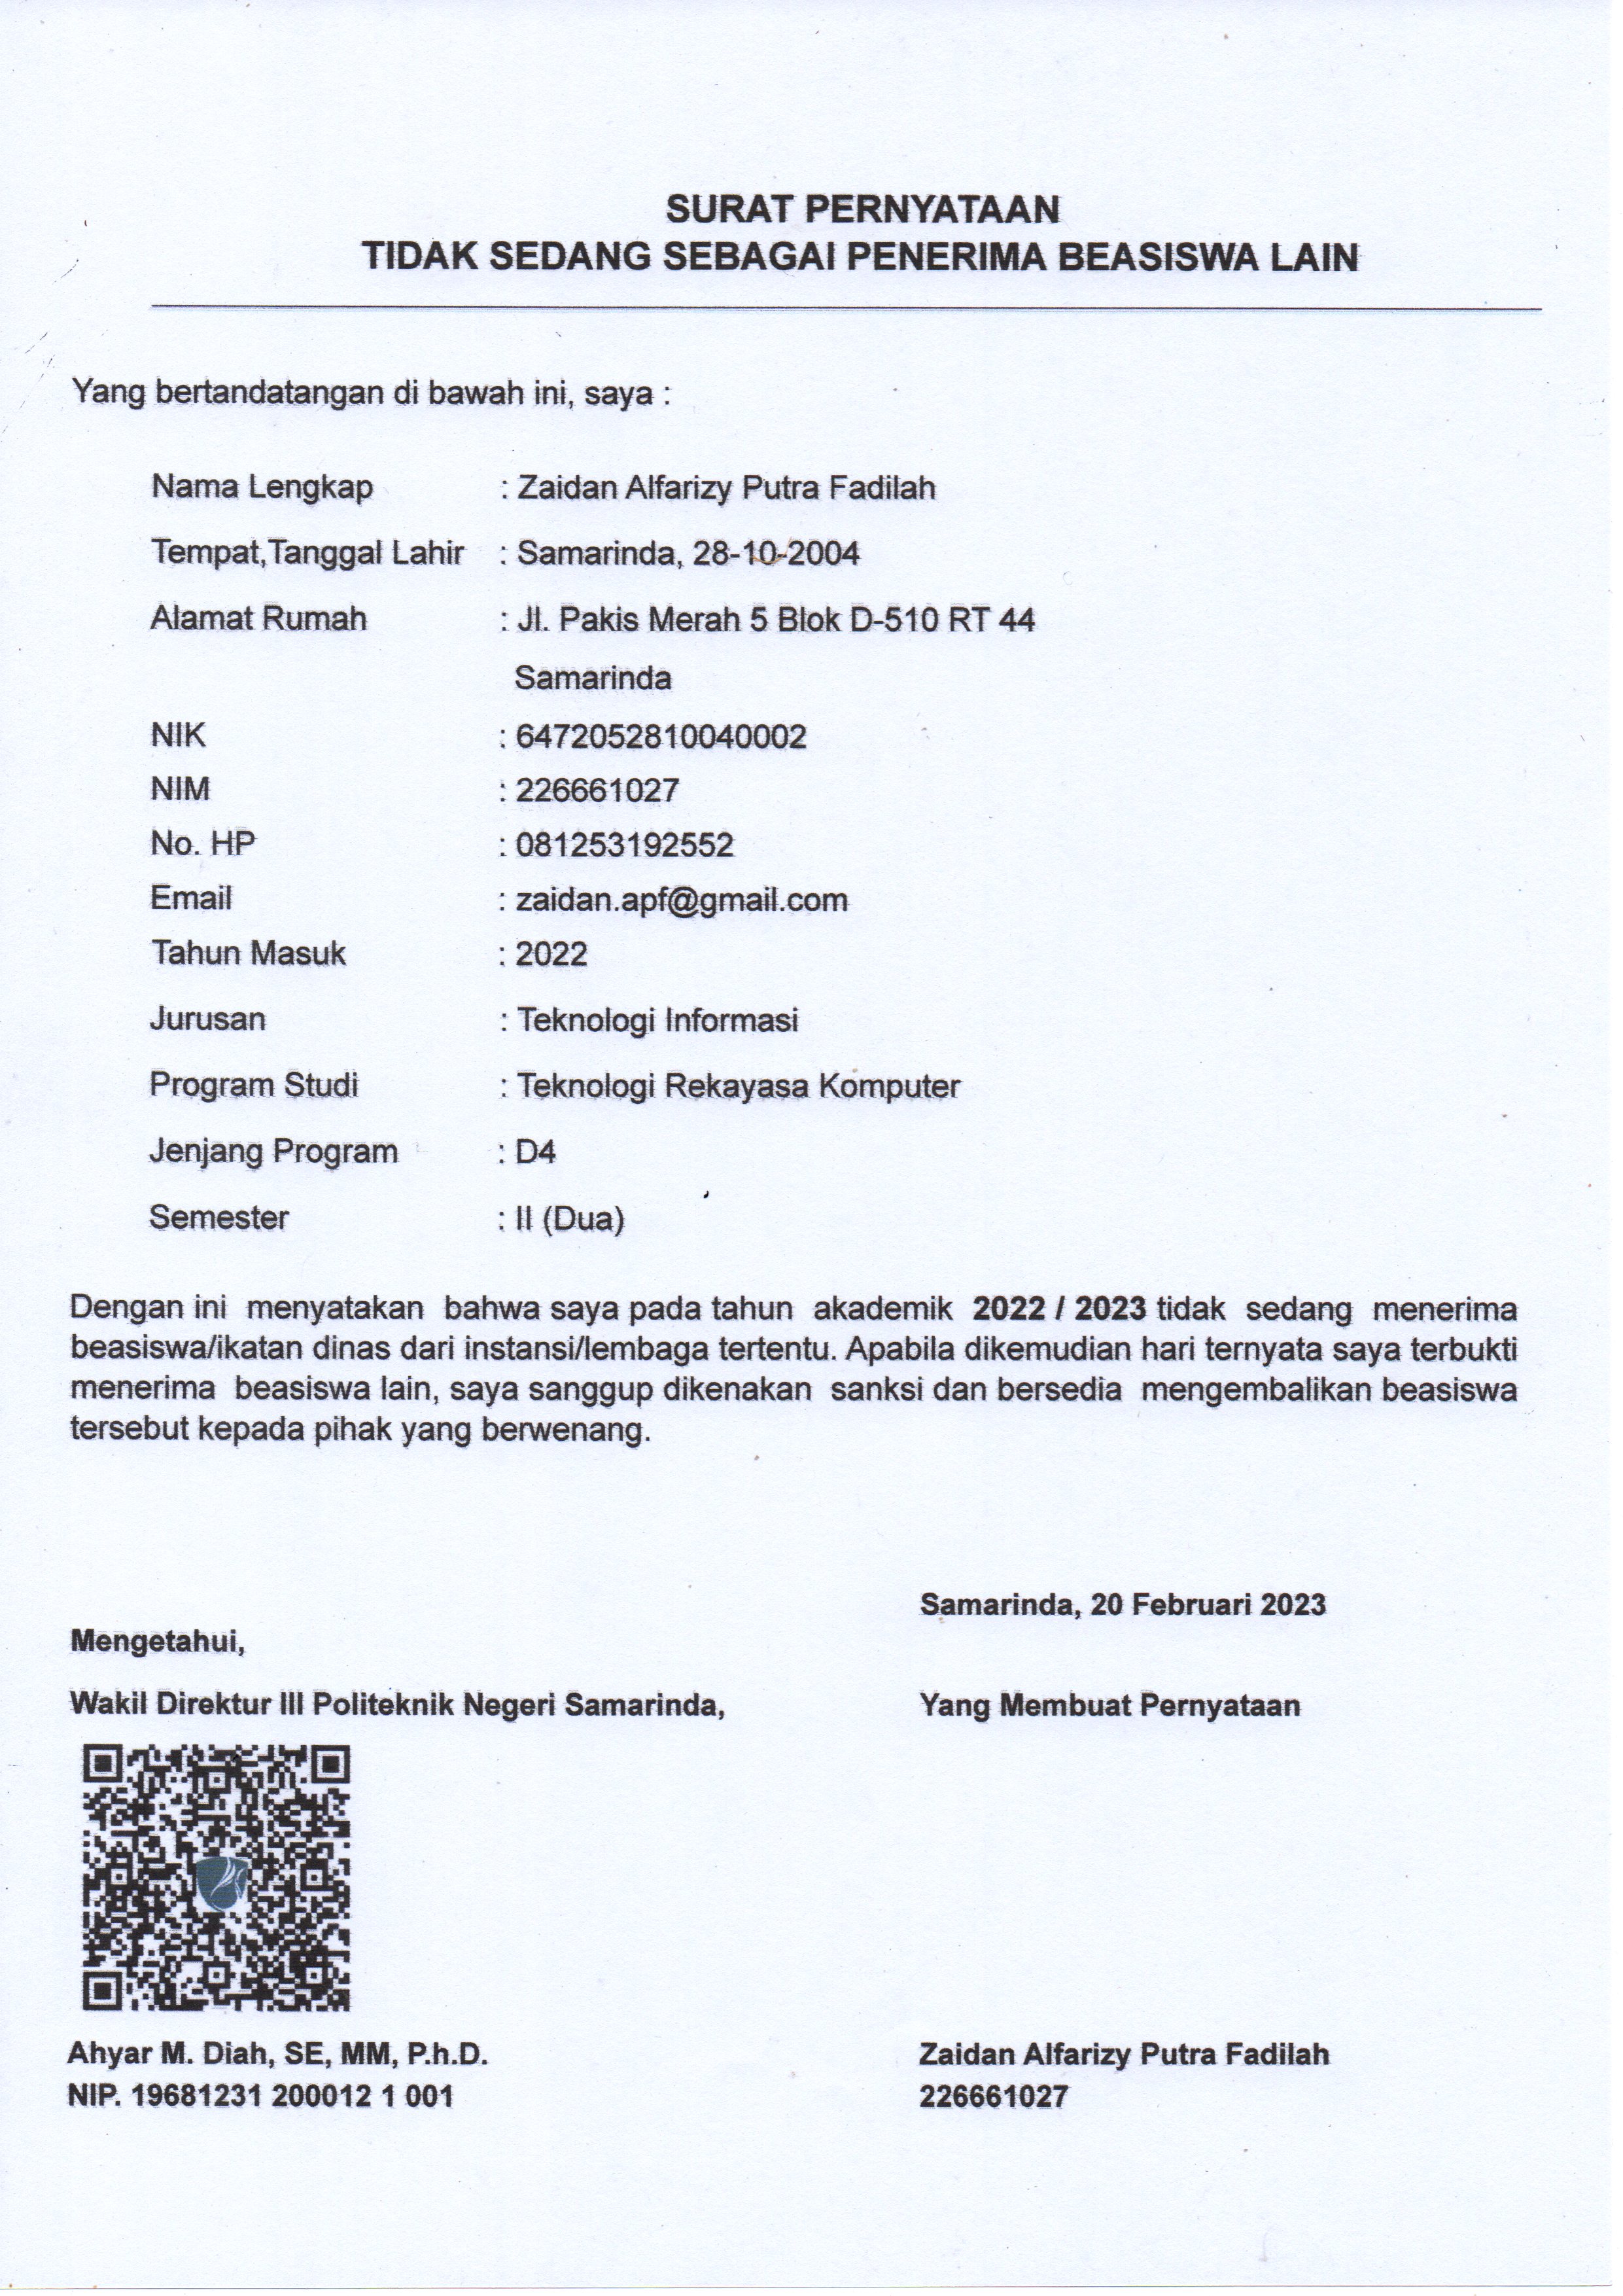 SURAT PERNYATAAN
TIDAK SEDANG SEBAGAI PENERIMA BEASISWA LAIN
Yang bertandatangan di bawah ini, saya :
Nama Lengkap : Zaidan Alfarizy Putra Fadilah
Tempat,Tanggal Lahir : Samarinda, 28-10-2004
Alamat Rumah : Jl. Pakis Merah 5 Blok D-510 RT 44
Samarinda
NIK : 6472052810040002
NIM : 226661027
No. HP : 081253192552
Email : zaidan.apf@gmail.com
Tahun Masuk : 2022
Jurusan : Teknologi Informasi
Program Studi : Teknologi Rekayasa Komputer
Jenjang Program : D4
Semester : II (Dua)
Dengan ini menyatakan bahwa saya pada tahun akademik 2022 / 2023 tidak sedang menerima
beasiswa/ikatan dinas dari instansi/lembaga tertentu. Apabila dikemudian hari ternyata saya terbukti
menerima beasiswa lain, saya sanggup dikenakan sanksi dan bersedia mengembalikan beasiswa
tersebut kepada pihak yang berwenang.
Samarinda, 20 Februari 2023
Mengetahui,
Wakil Direktur III Politeknik Negeri Samarinda, Yang Membuat Pernyataan
Ahyar M. Diah, SE, MM, P.h.D. Zaidan Alfarizy Putra Fadilah
NIP. 19681231 200012 1 001 226661027